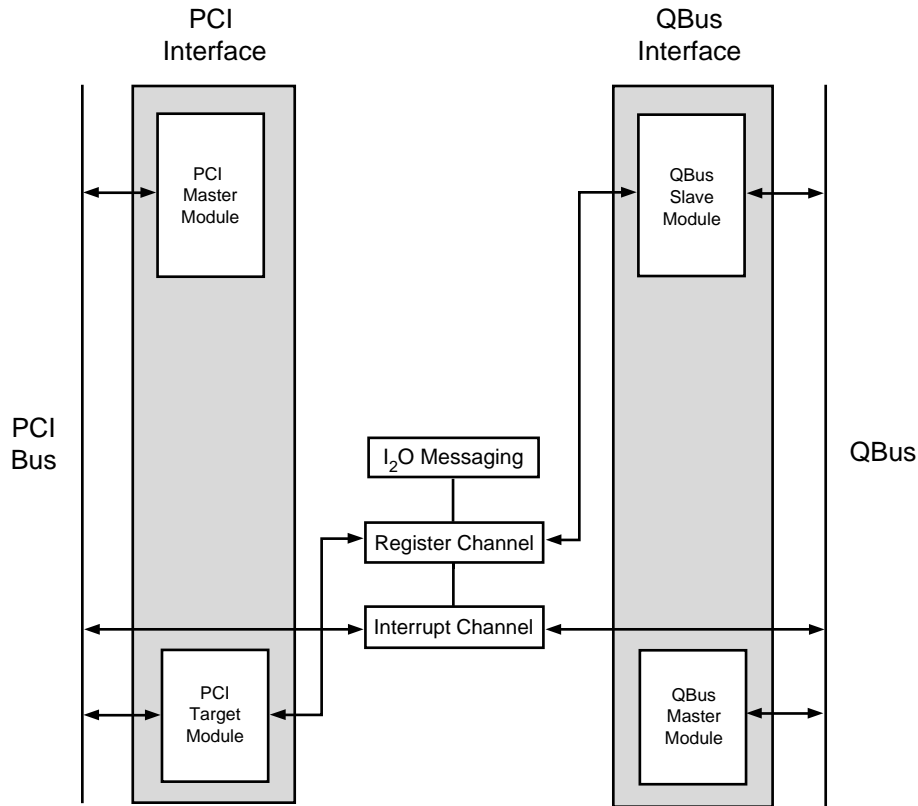 PCI
Interface
QBus
Interface
PCI
Master
Module
QBus
Slave
Module
PCI
Bus
I₂O Messaging
QBus
Register Channel
Interrupt Channel
PCI
Target
Module
QBus
Master
Module